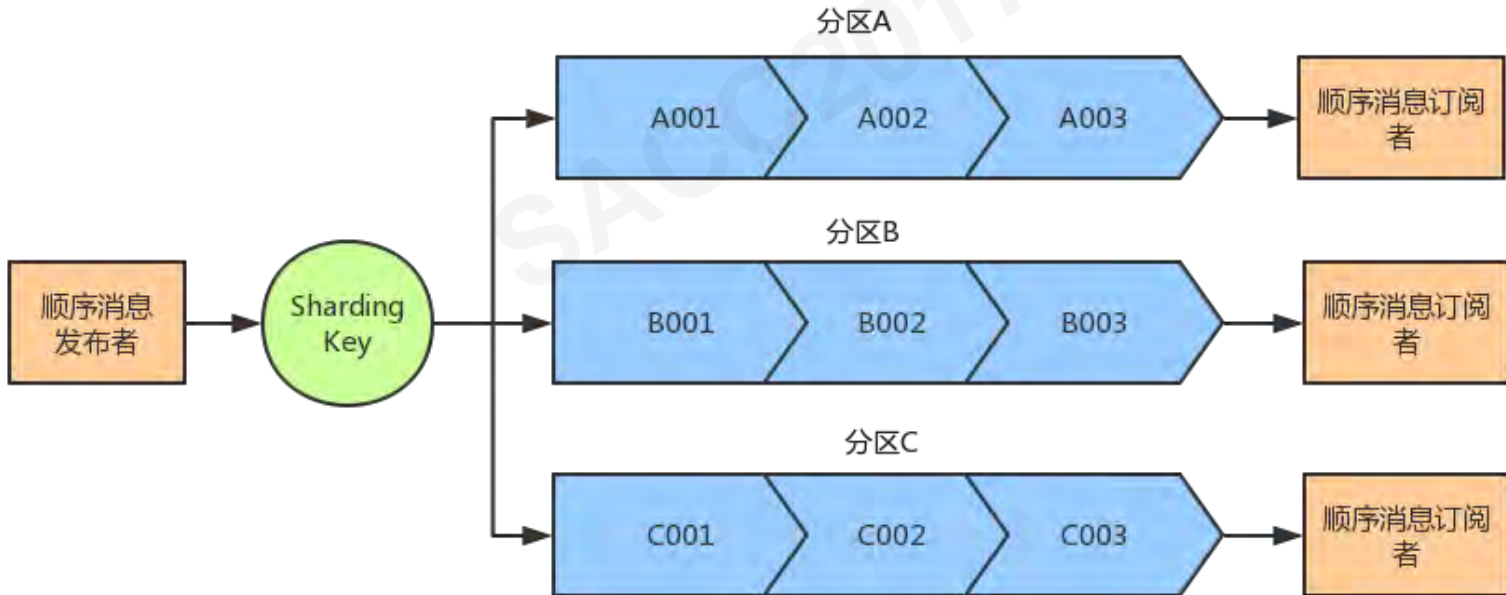 分区A
A001
A002
A003
顺序消息订阅
者
分区B
顺序消息
发布者
Sharding
Key
B001
B002
B003
顺序消息订阅
者
分区C
C001
C002
C003
顺序消息订阅
者